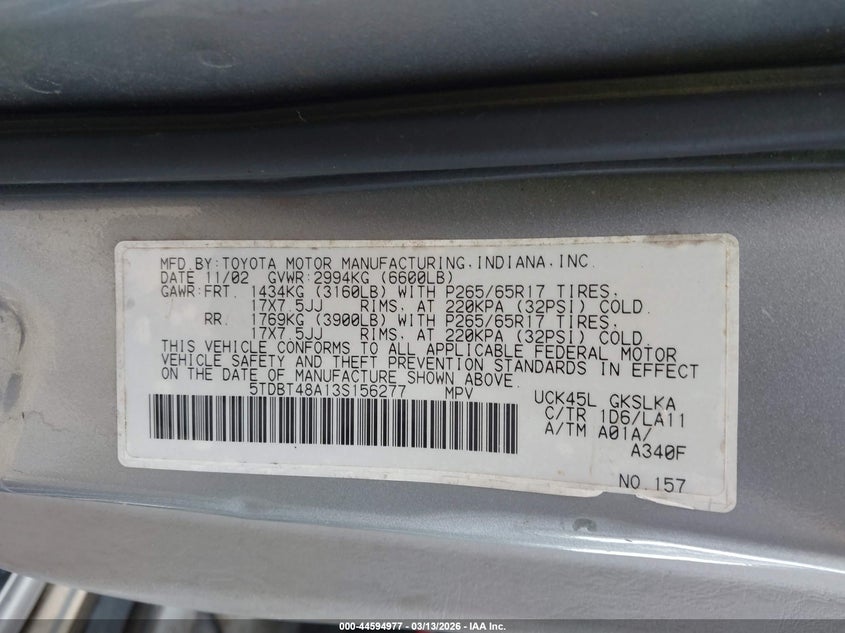 MFD.BY:TOYOTA MOTOR MANUFACTURING,INDIANA,INC.
DATE 11/02 GVWR:2994KG (6600LB)
GAWR:FRT. 1434KG (3160LB) WITH P265/65R17 TIRES.
17X7.5JJ RIMS, AT 220KPA (32PSI) COLD.
RR. 1769KG (3900LB) WITH P265/65R17 TIRES.
17X7.5JJ RIMS, AT 220KPA (32PSI) COLD.
THIS VEHICLE CONFORMS TO ALL APPLICABLE FEDERAL MOTOR
VEHICLE SAFETY AND THEFT PREVENTION STANDARDS IN EFFECT
ON THE DATE OF MANUFACTURE SHOWN ABOVE.
5TDBT48A13S156277 MPV
UCK45L GKSLKA
C/TR 1D6/LA11
A/TM A01A/
A340F
NO.157
000-44594977 - 03/13/2026 - IAA Inc.